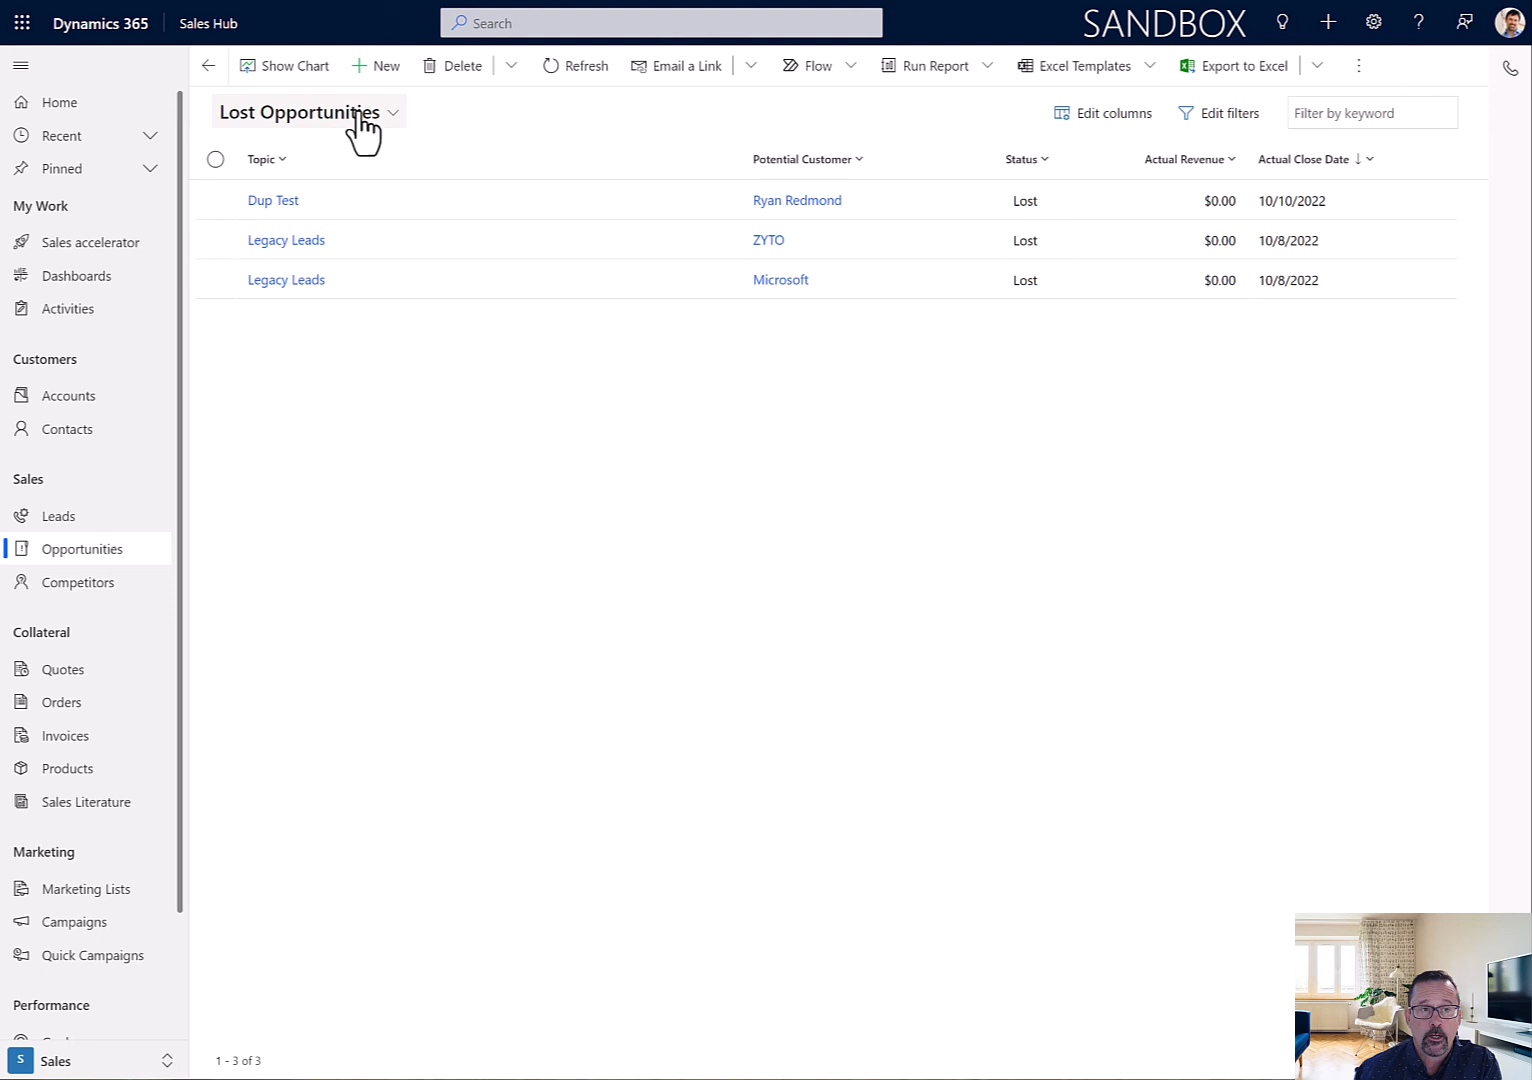 Dynamics 365
Sales Hub
Search
SANDBOX
Show Chart
New
Delete
Refresh
Email a Link
Flow
Run Report
Excel Templates
Export to Excel
Home
Recent
Pinned
My Work
Sales accelerator
Dashboards
Activities
Customers
Accounts
Contacts
Sales
Leads
Opportunities
Competitors
Collateral
Quotes
Orders
Invoices
Products
Sales Literature
Marketing
Marketing Lists
Campaigns
Quick Campaigns
Performance
S
Sales
Lost Opportunities
Edit columns
Edit filters
Filter by keyword
Topic Potential Customer Status Actual Revenue Actual Close Date
Dup Test Ryan Redmond Lost $0.00 10/10/2022
Legacy Leads ZYTO Lost $0.00 10/8/2022
Legacy Leads Microsoft Lost $0.00 10/8/2022
1 - 3 of 3